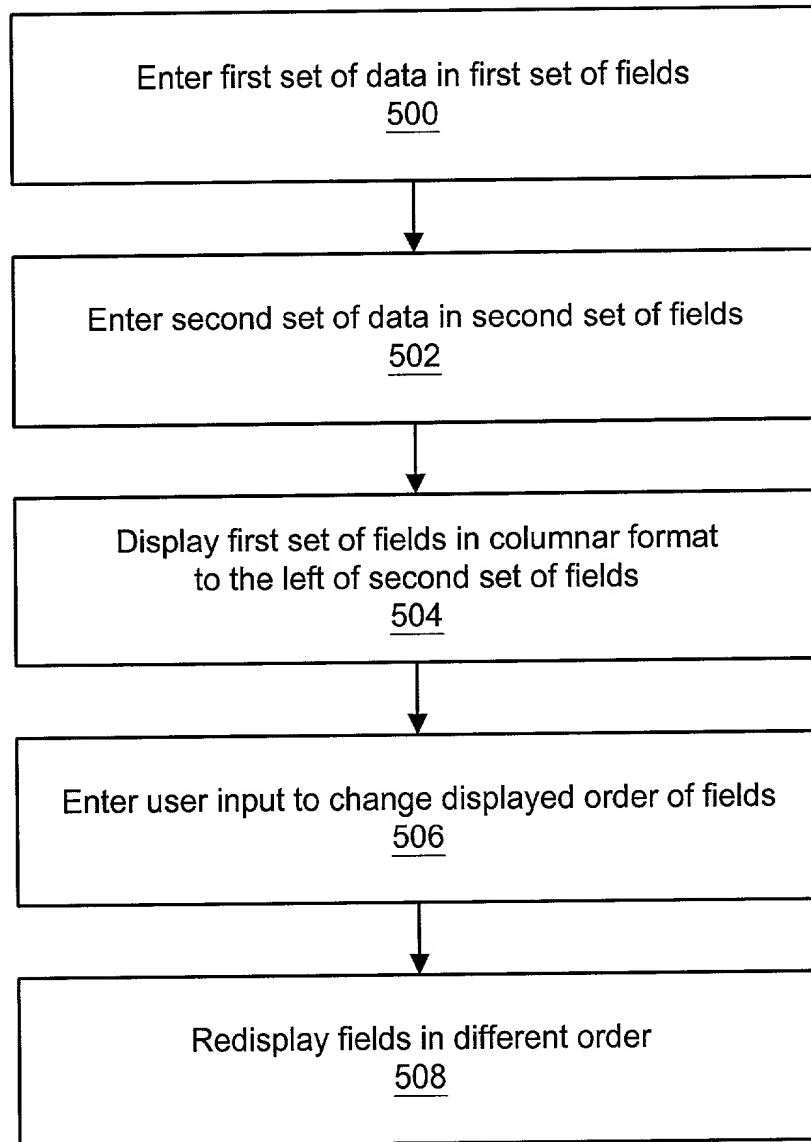 Enter first set of data in first set of fields
500
Enter second set of data in second set of fields
502
Display first set of fields in columnar format
to the left of second set of fields
504
Enter user input to change displayed order of fields
506
Redisplay fields in different order
508